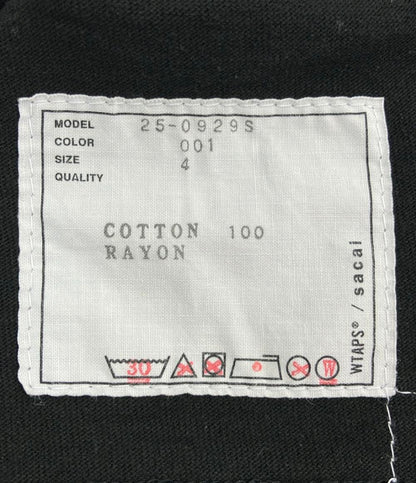 MODEL 25-0929S
COLOR 001
SIZE 4
QUALITY
COTTON 100
RAYON
WTAPS® / sacai
30
W